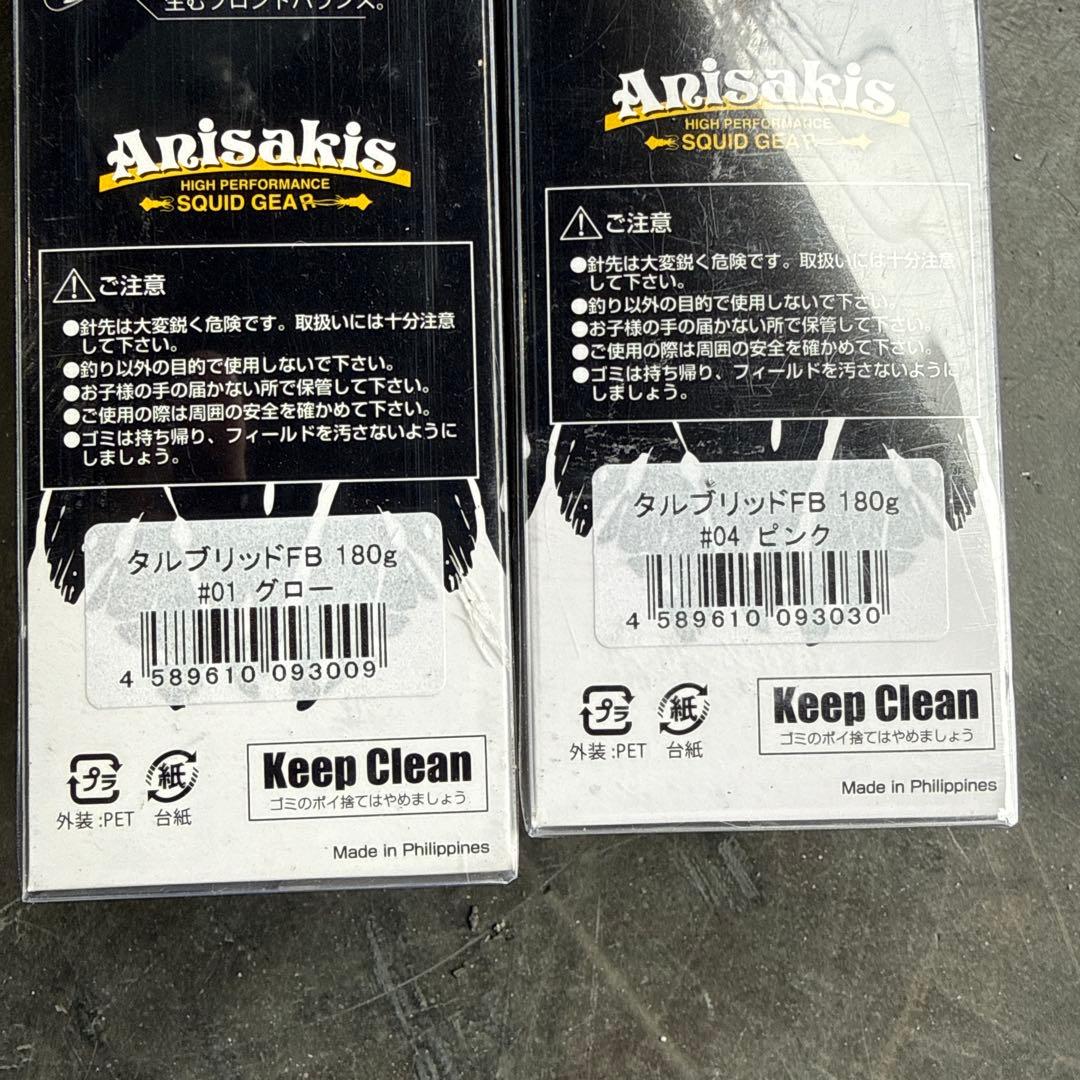 生むフロントバランス。
Anisakis
HIGH PERFORMANCE
SQUID GEAR
ご注意
●針先は大変鋭く危険です。取扱いには十分注意
して下さい。
●釣り以外の目的で使用しないで下さい。
●お子様の手の届かない所で保管して下さい。
●ご使用の際は周囲の安全を確かめて下さい。
●ゴミは持ち帰り、フィールドを汚さないように
しましょう。
タルブリッドFB 180g
#01 グロー
4 589610 093009
プラ
外装:PET
紙
台紙
Keep Clean
ゴミのポイ捨てはやめましょう
Made in Philippines
Anisakis
HIGH PERFORMANCE
SQUID GEAR
ご注意
●針先は大変鋭く危険です。取扱いには十分注意
して下さい。
●釣り以外の目的で使用しないで下さい。
●お子様の手の届かない所で保管して下さい。
●ご使用の際は周囲の安全を確かめて下さい。
●ゴミは持ち帰り、フィールドを汚さないように
しましょう。
タルブリッドFB 180g
#04 ピンク
4 589610 093030
プラ
外装:PET
紙
台紙
Keep Clean
ゴミのポイ捨てはやめましょう
Made in Philippines